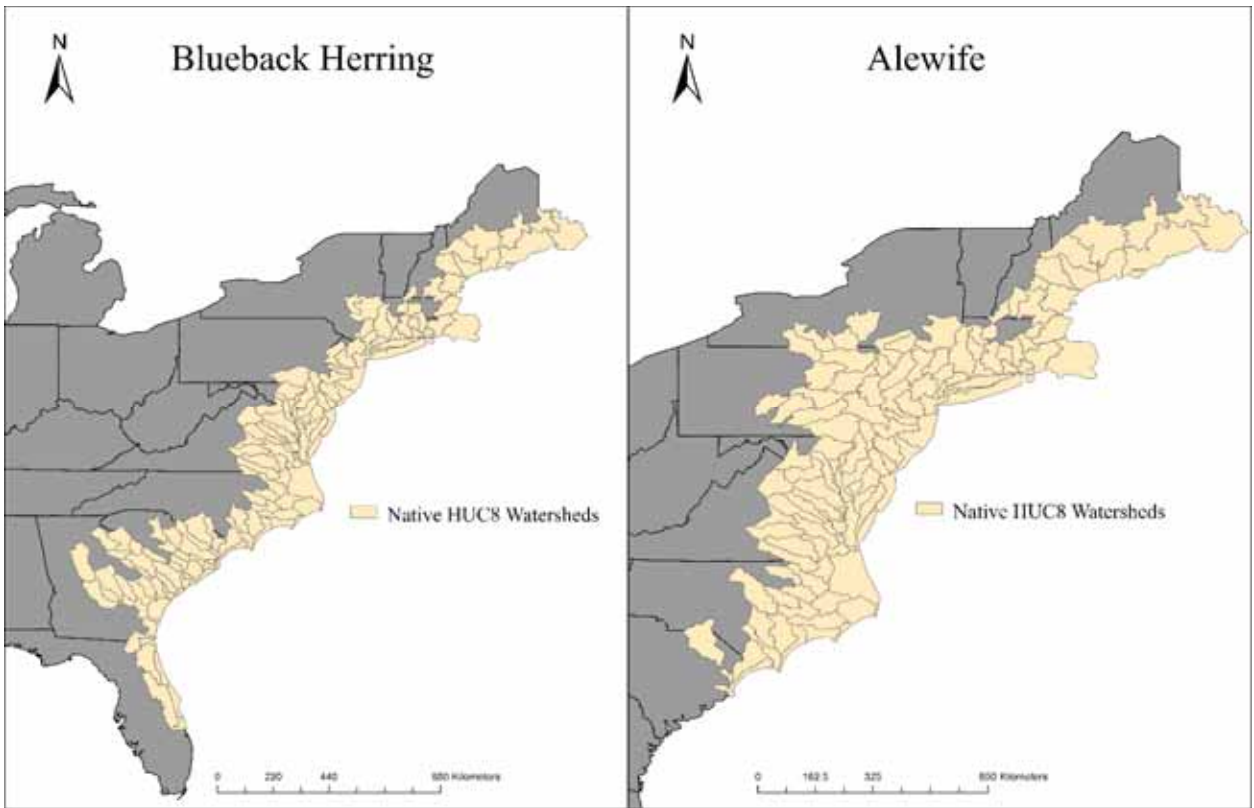 N
Blueback Herring
Native HUC8 Watersheds
0 220 440 880 Kilometers
N
Alewife
Native HUC8 Watersheds
0 162.5 325 650 Kilometers